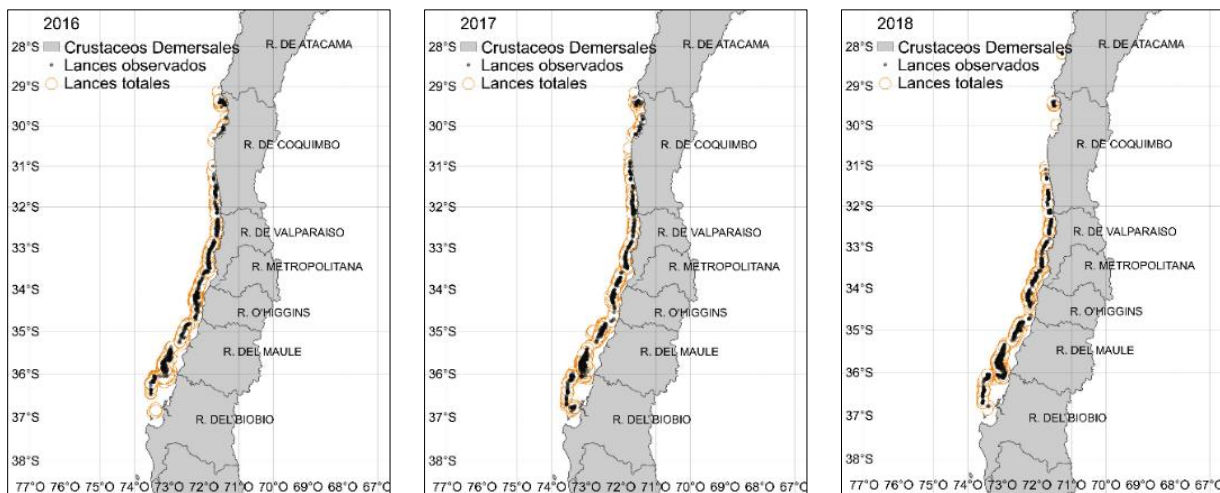 2016
28°S
29°S
30°S
31°S
32°S
33°S
34°S
35°S
36°S
37°S
38°S
Crustaceos Demersales
Lances observados
Lances totales
R. DE ATACAMA
R. DE COQUIMBO
R. DE VALPARAISO
R. METROPOLITANA
R. O'HIGGINS
R. DEL MAULE
R. DEL BIOBIO
77°O 76°O 75°O 74°O 73°O 72°O 71°O 70°O 69°O 68°O 67°O
2017
28°S
29°S
30°S
31°S
32°S
33°S
34°S
35°S
36°S
37°S
38°S
Crustaceos Demersales
Lances observados
Lances totales
R. DE ATACAMA
R. DE COQUIMBO
R. DE VALPARAISO
R. METROPOLITANA
R. O'HIGGINS
R. DEL MAULE
R. DEL BIOBIO
77°O 76°O 75°O 74°O 73°O 72°O 71°O 70°O 69°O 68°O 67°O
2018
28°S
29°S
30°S
31°S
32°S
33°S
34°S
35°S
36°S
37°S
38°S
Crustaceos Demersales
Lances observados
Lances totales
R. DE ATACAMA
R. DE COQUIMBO
R. DE VALPARAISO
R. METROPOLITANA
R. O'HIGGINS
R. DEL MAULE
R. DEL BIOBIO
77°O 76°O 75°O 74°O 73°O 72°O 71°O 70°O 69°O 68°O 67°O